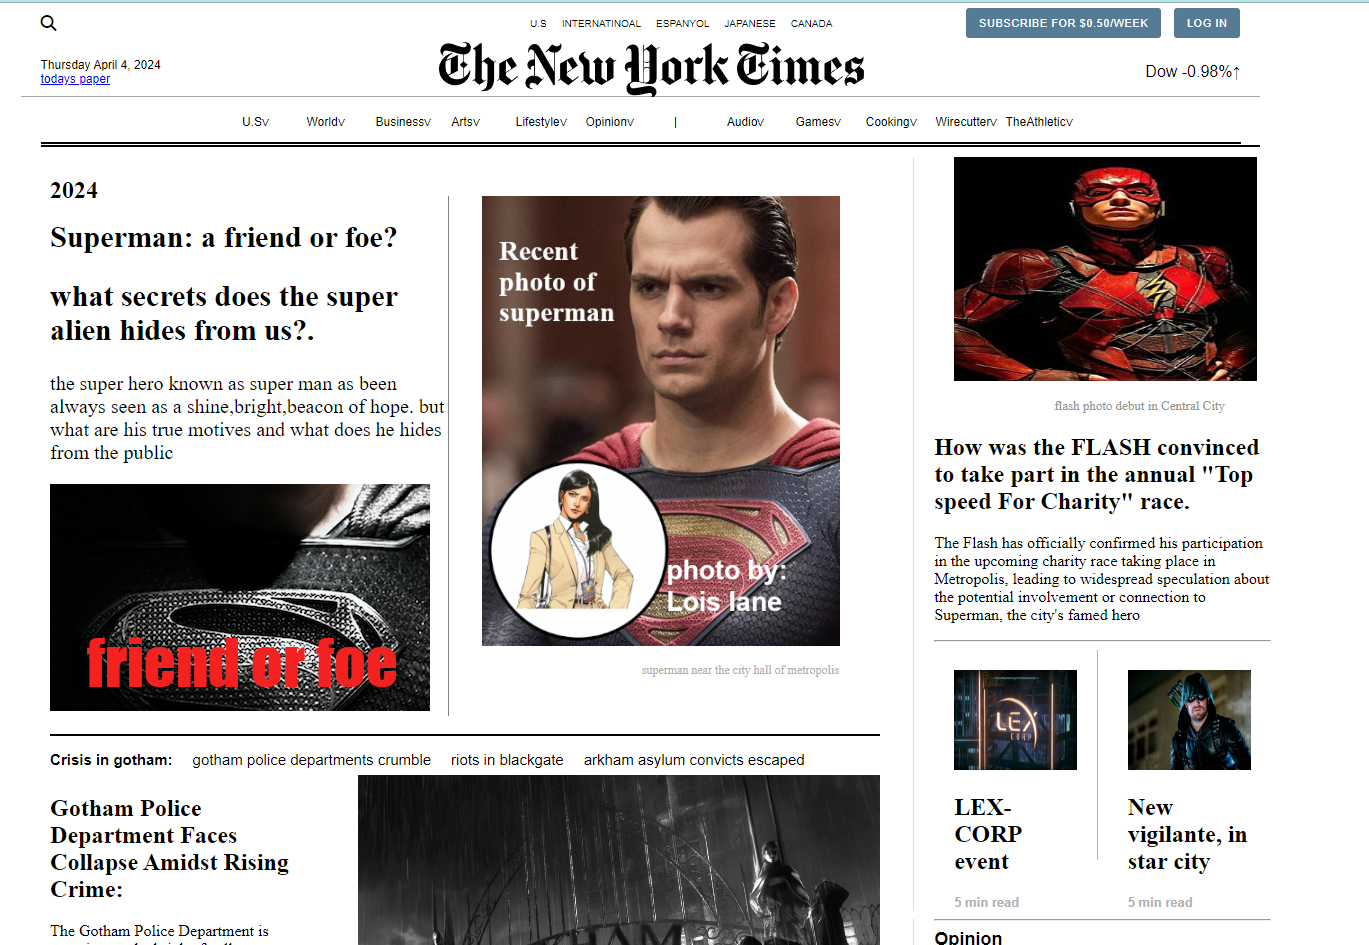 U.S INTERNATINOAL ESPANYOL JAPANESE CANADA
SUBSCRIBE FOR $0.50/WEEK
LOG IN
Thursday April 4, 2024
todays paper
The New York Times
Dow -0.98%↑
U.Sv Worldv Businessv Artsv Lifestylev Opinionv | Audiov Gamesv Cookingv Wirecutterv TheAthleticv
2024
Superman: a friend or foe?
what secrets does the super
alien hides from us?.
the super hero known as super man as been
always seen as a shine,bright,beacon of hope. but
what are his true motives and what does he hides
from the public
friend or foe
Recent
photo of
superman
photo by:
Lois lane
superman near the city hall of metropolis
flash photo debut in Central City
How was the FLASH convinced
to take part in the annual "Top
speed For Charity" race.
The Flash has officially confirmed his participation
in the upcoming charity race taking place in
Metropolis, leading to widespread speculation about
the potential involvement or connection to
Superman, the city's famed hero
LEX
CORP
LEX-
CORP
event
5 min read
New
vigilante, in
star city
5 min read
Opinion
Crisis in gotham: gotham police departments crumble riots in blackgate arkham asylum convicts escaped
Gotham Police
Department Faces
Collapse Amidst Rising
Crime:
The Gotham Police Department is